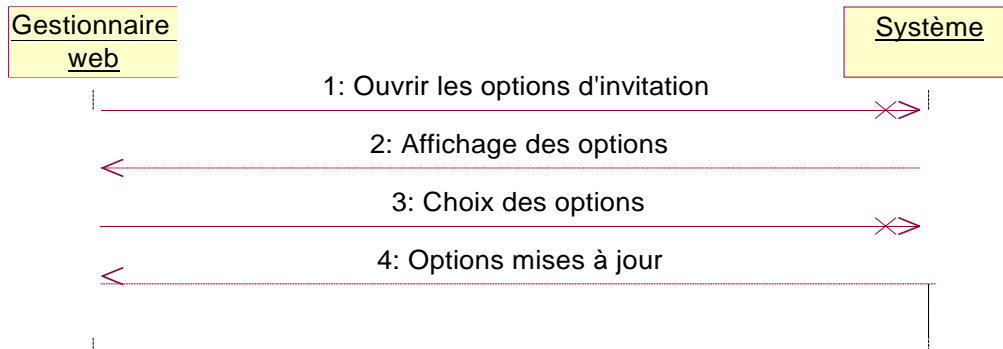 Gestionnaire
web
Système
1: Ouvrir les options d'invitation
2: Affichage des options
3: Choix des options
4: Options mises à jour